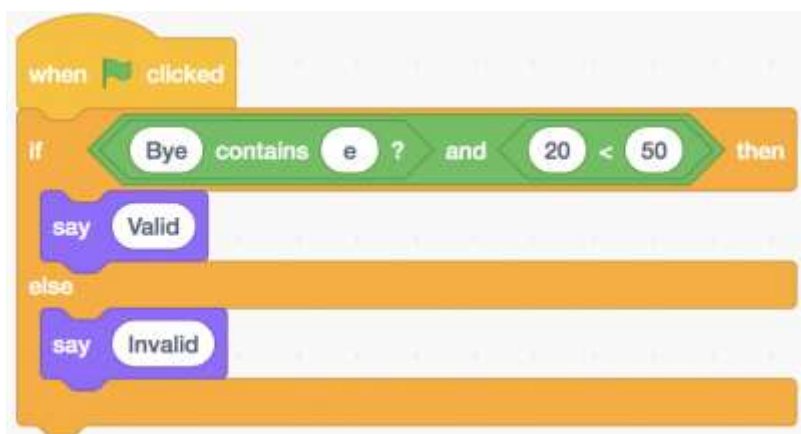 when clicked
if Bye contains e ? and 20 < 50 then
say Valid
else
say Invalid